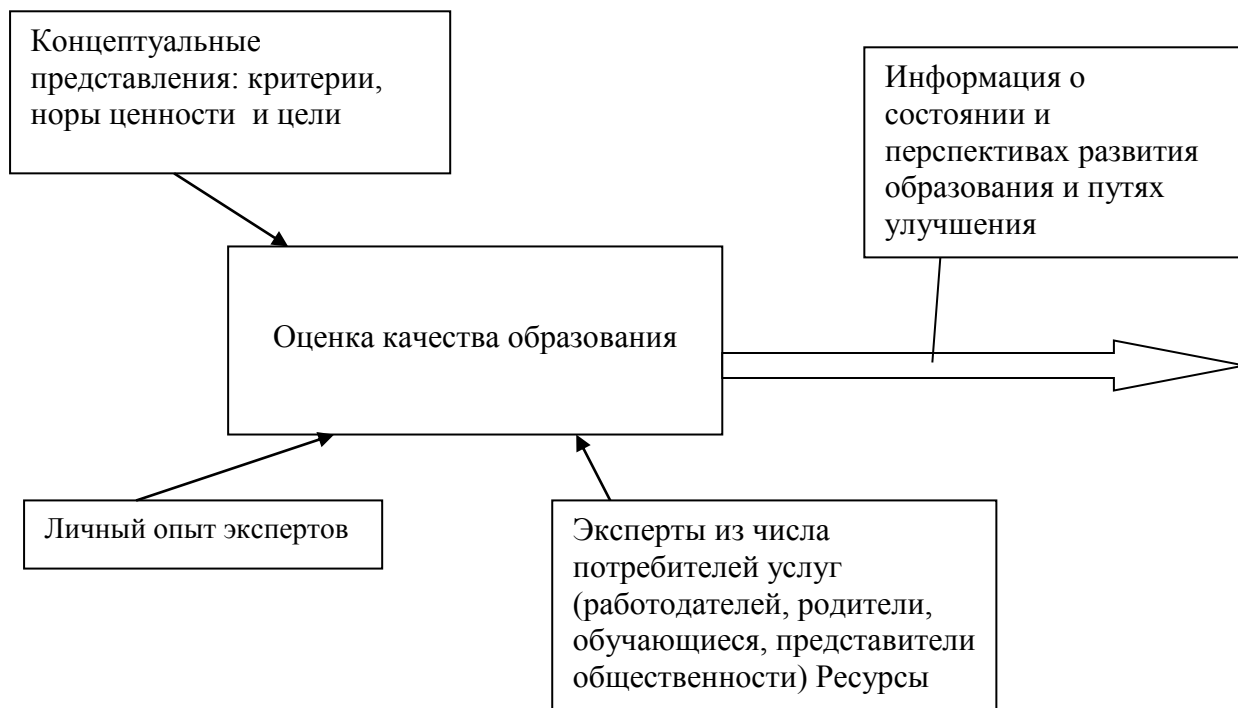 Концептуальные
представления: критерии,
норы ценности и цели
Информация о
состоянии и
перспективах развития
образования и путях
улучшения
Оценка качества образования
Личный опыт экспертов
Эксперты из числа
потребителей услуг
(работодателей, родители,
обучающиеся, представители
общественности) Ресурсы